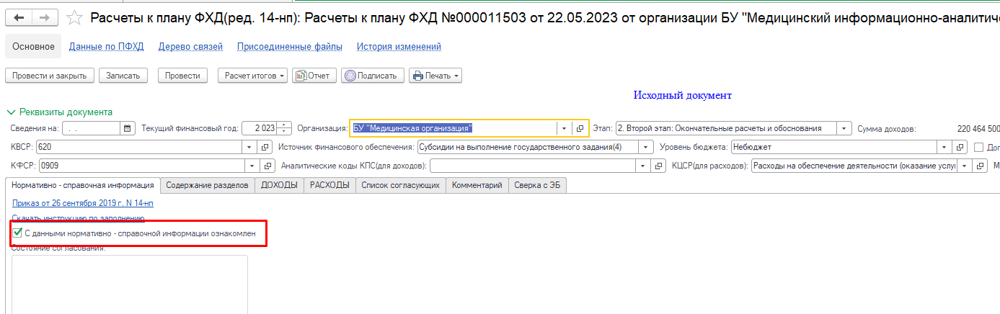 Расчеты к плану ФХД(ред. 14-нп): Расчеты к плану ФХД №000011503 от 22.05.2023 от организации БУ "Медицинский информационно-аналитиче
Основное Данные по ПФХД Дерево связей Присоединенные файлы История изменений
Провести и закрыть Записать Провести Расчет итогов Отчет Подписать Печать
Исходный документ
Реквизиты документа
Сведения на: . . Текущий финансовый год: 2 023 Организация: БУ "Медицинская организация" Этап: 2. Второй этап: Окончательные расчеты и обоснования Сумма доходов: 220 464 500
КВСР: 620 Источник финансового обеспечения: Субсидии на выполнение государственного задания(4) Уровень бюджета: Небюджет Доп
КФСР: 0909 Аналитические коды КПС(для доходов): КЦСР(для расходов): Расходы на обеспечение деятельности (оказание услуг М
Нормативно - справочная информация Содержание разделов ДОХОДЫ РАСХОДЫ Список согласующих Комментарий Сверка с ЭБ
Приказ от 26 сентября 2019 г. N 14-нп
Скачать инструкцию по заполнению
С данными нормативно - справочной информации ознакомлен
Состояние согласования: